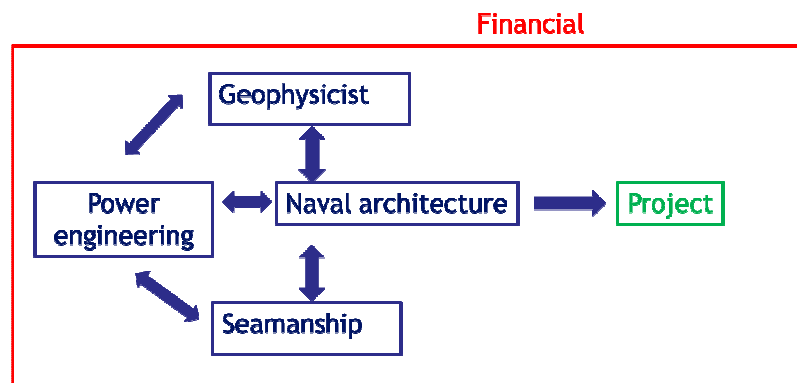 Financial
Geophysicist
Power
engineering
Naval architecture
Project
Seamanship